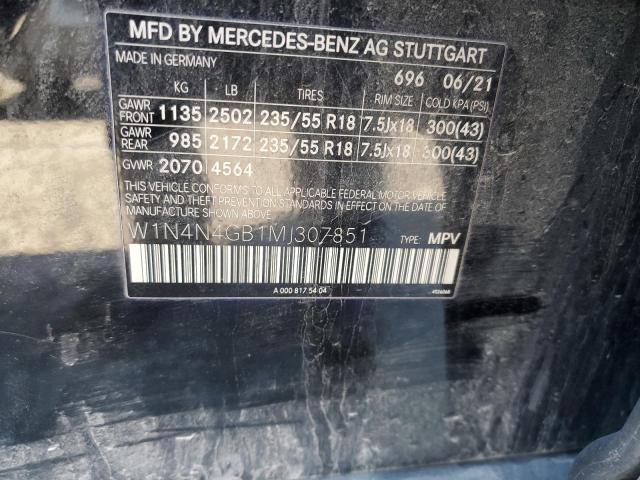 MFD BY MERCEDES-BENZ AG STUTTGART
MADE IN GERMANY 696 06/21
KG LB TIRES RIM SIZE COLD KPA(PSI)
GAWR FRONT 1135 2502 235/55 R18 7.5Jx18 300(43)
GAWR REAR 985 2172 235/55 R18 7.5Jx18 300(43)
GVWR 2070 4564
THIS VEHICLE CONFORMS TO ALL APPLICABLE FEDERAL MOTOR VEHICLE
SAFETY AND THEFT PREVENTION STANDARDS IN EFFECT ON THE DATE
OF MANUFACTURE SHOWN ABOVE.
W1N4N4GB1MJ307851 TYPE: MPV
A 000 817 54 04